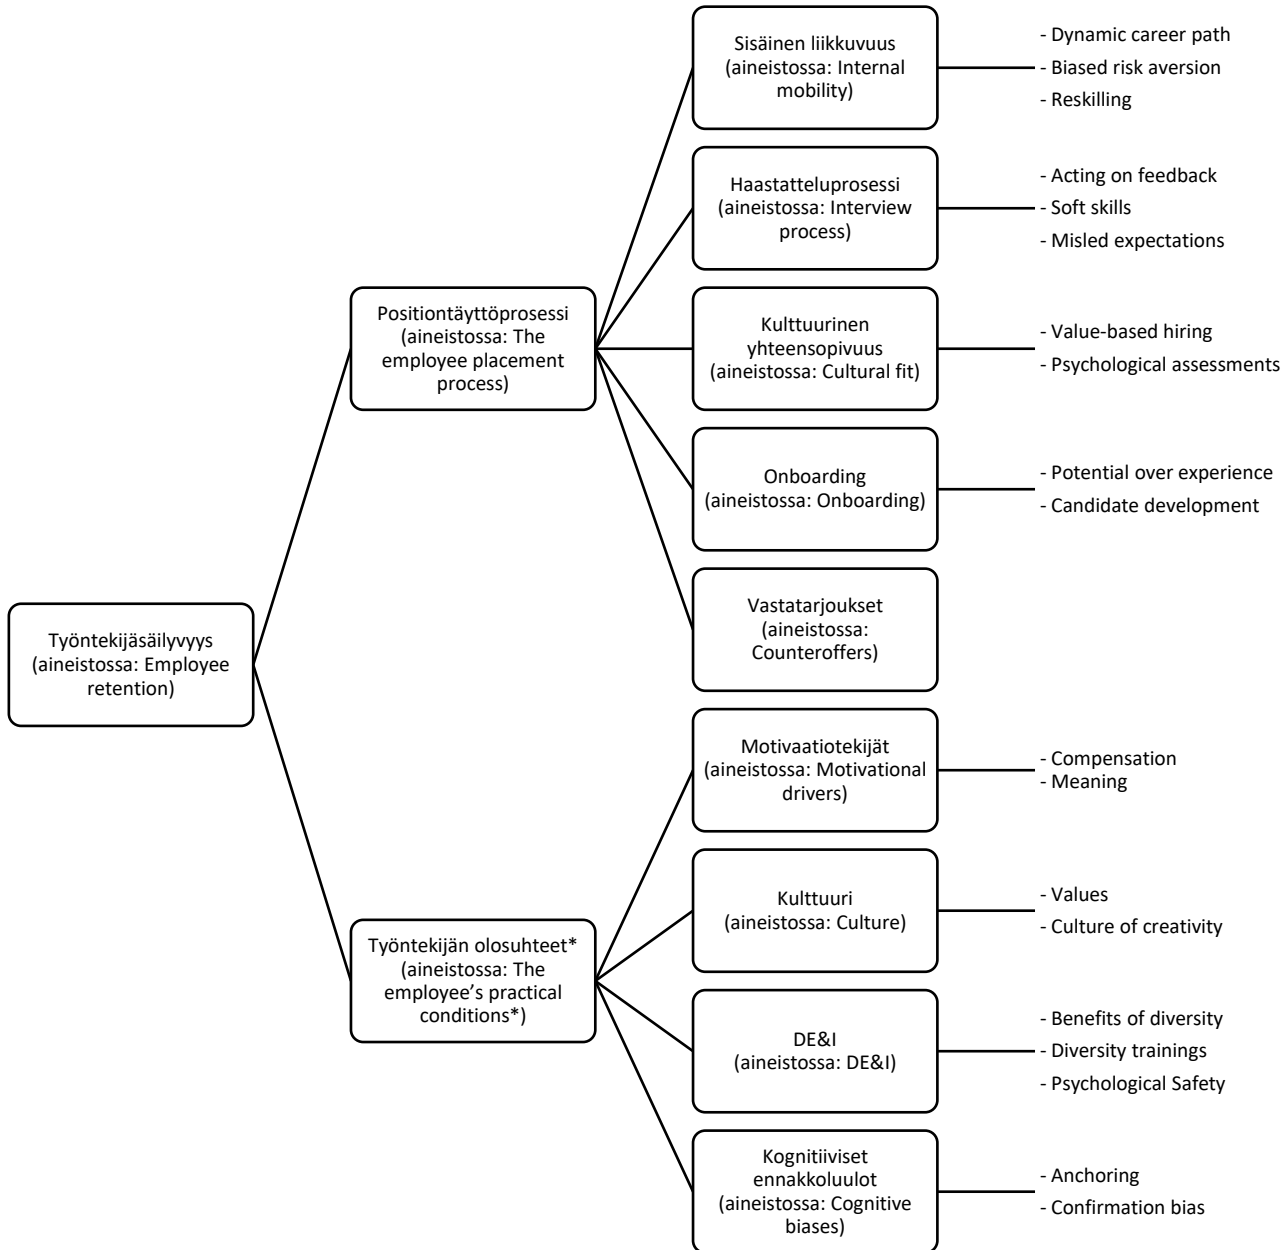 Sisäinen liikkuvuus
(aineistossa: Internal
mobility)
- Dynamic career path
- Biased risk aversion
- Reskilling
Haastatteluprosessi
(aineistossa: Interview
process)
- Acting on feedback
- Soft skills
- Misled expectations
Positiontäyttöprosessi
(aineistossa: The
employee placement
process)
Kulttuurinen
yhteensopivuus
(aineistossa: Cultural fit)
- Value-based hiring
- Psychological assessments
Onboarding
(aineistossa: Onboarding)
- Potential over experience
- Candidate development
Vastatarjoukset
(aineistossa:
Counteroffers)
Työntekijäsäilyvyys
(aineistossa: Employee
retention)
Motivaatiotekijät
(aineistossa: Motivational
drivers)
- Compensation
- Meaning
Kulttuuri
(aineistossa: Culture)
- Values
- Culture of creativity
Työntekijän olosuhteet*
(aineistossa: The
employee’s practical
conditions*)
DE&I
(aineistossa: DE&I)
- Benefits of diversity
- Diversity trainings
- Psychological Safety
Kognitiiviset
ennakkoluulot
(aineistossa: Cognitive
biases)
- Anchoring
- Confirmation bias